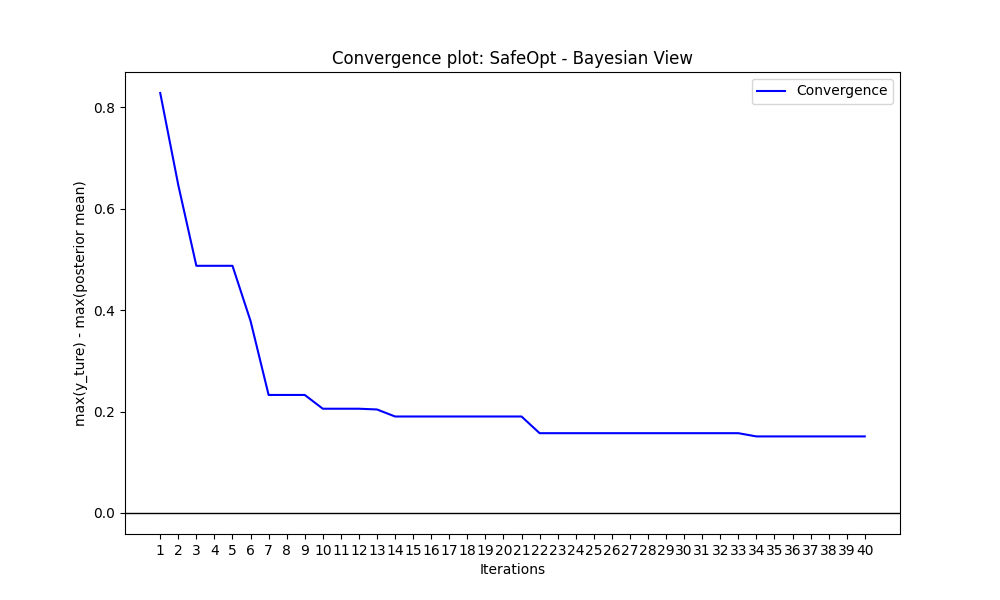 Convergence plot: SafeOpt - Bayesian View
Convergence
max(y_ture) - max(posterior mean)
0.8
0.6
0.4
0.2
0.0
1 2 3 4 5 6 7 8 9 10 11 12 13 14 15 16 17 18 19 20 21 22 23 24 25 26 27 28 29 30 31 32 33 34 35 36 37 38 39 40
Iterations